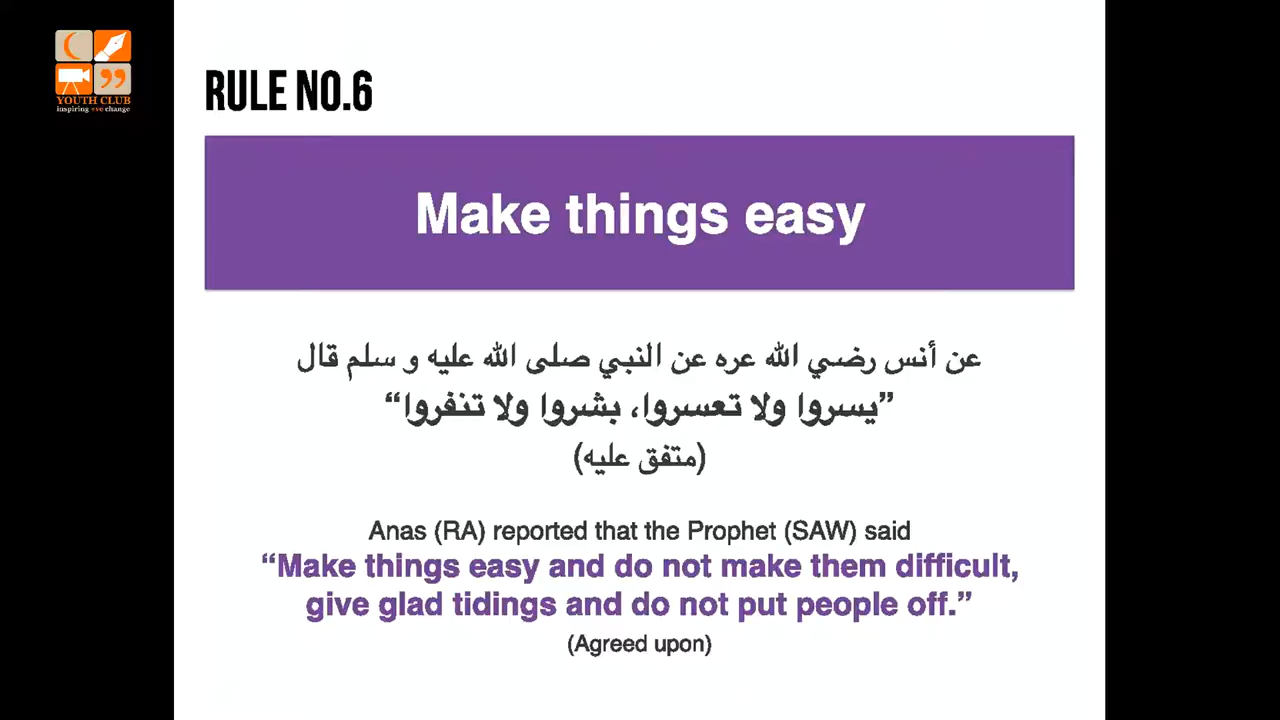 YOUTH CLUB
inspiring +ve change
RULE NO.6
Make things easy
عن أنس رضي الله عره عن النبي صلى الله عليه و سلم قال
”يسروا ولا تعسروا، بشروا ولا تنفروا“
(متفق عليه)
Anas (RA) reported that the Prophet (SAW) said
“Make things easy and do not make them difficult,
give glad tidings and do not put people off.”
(Agreed upon)